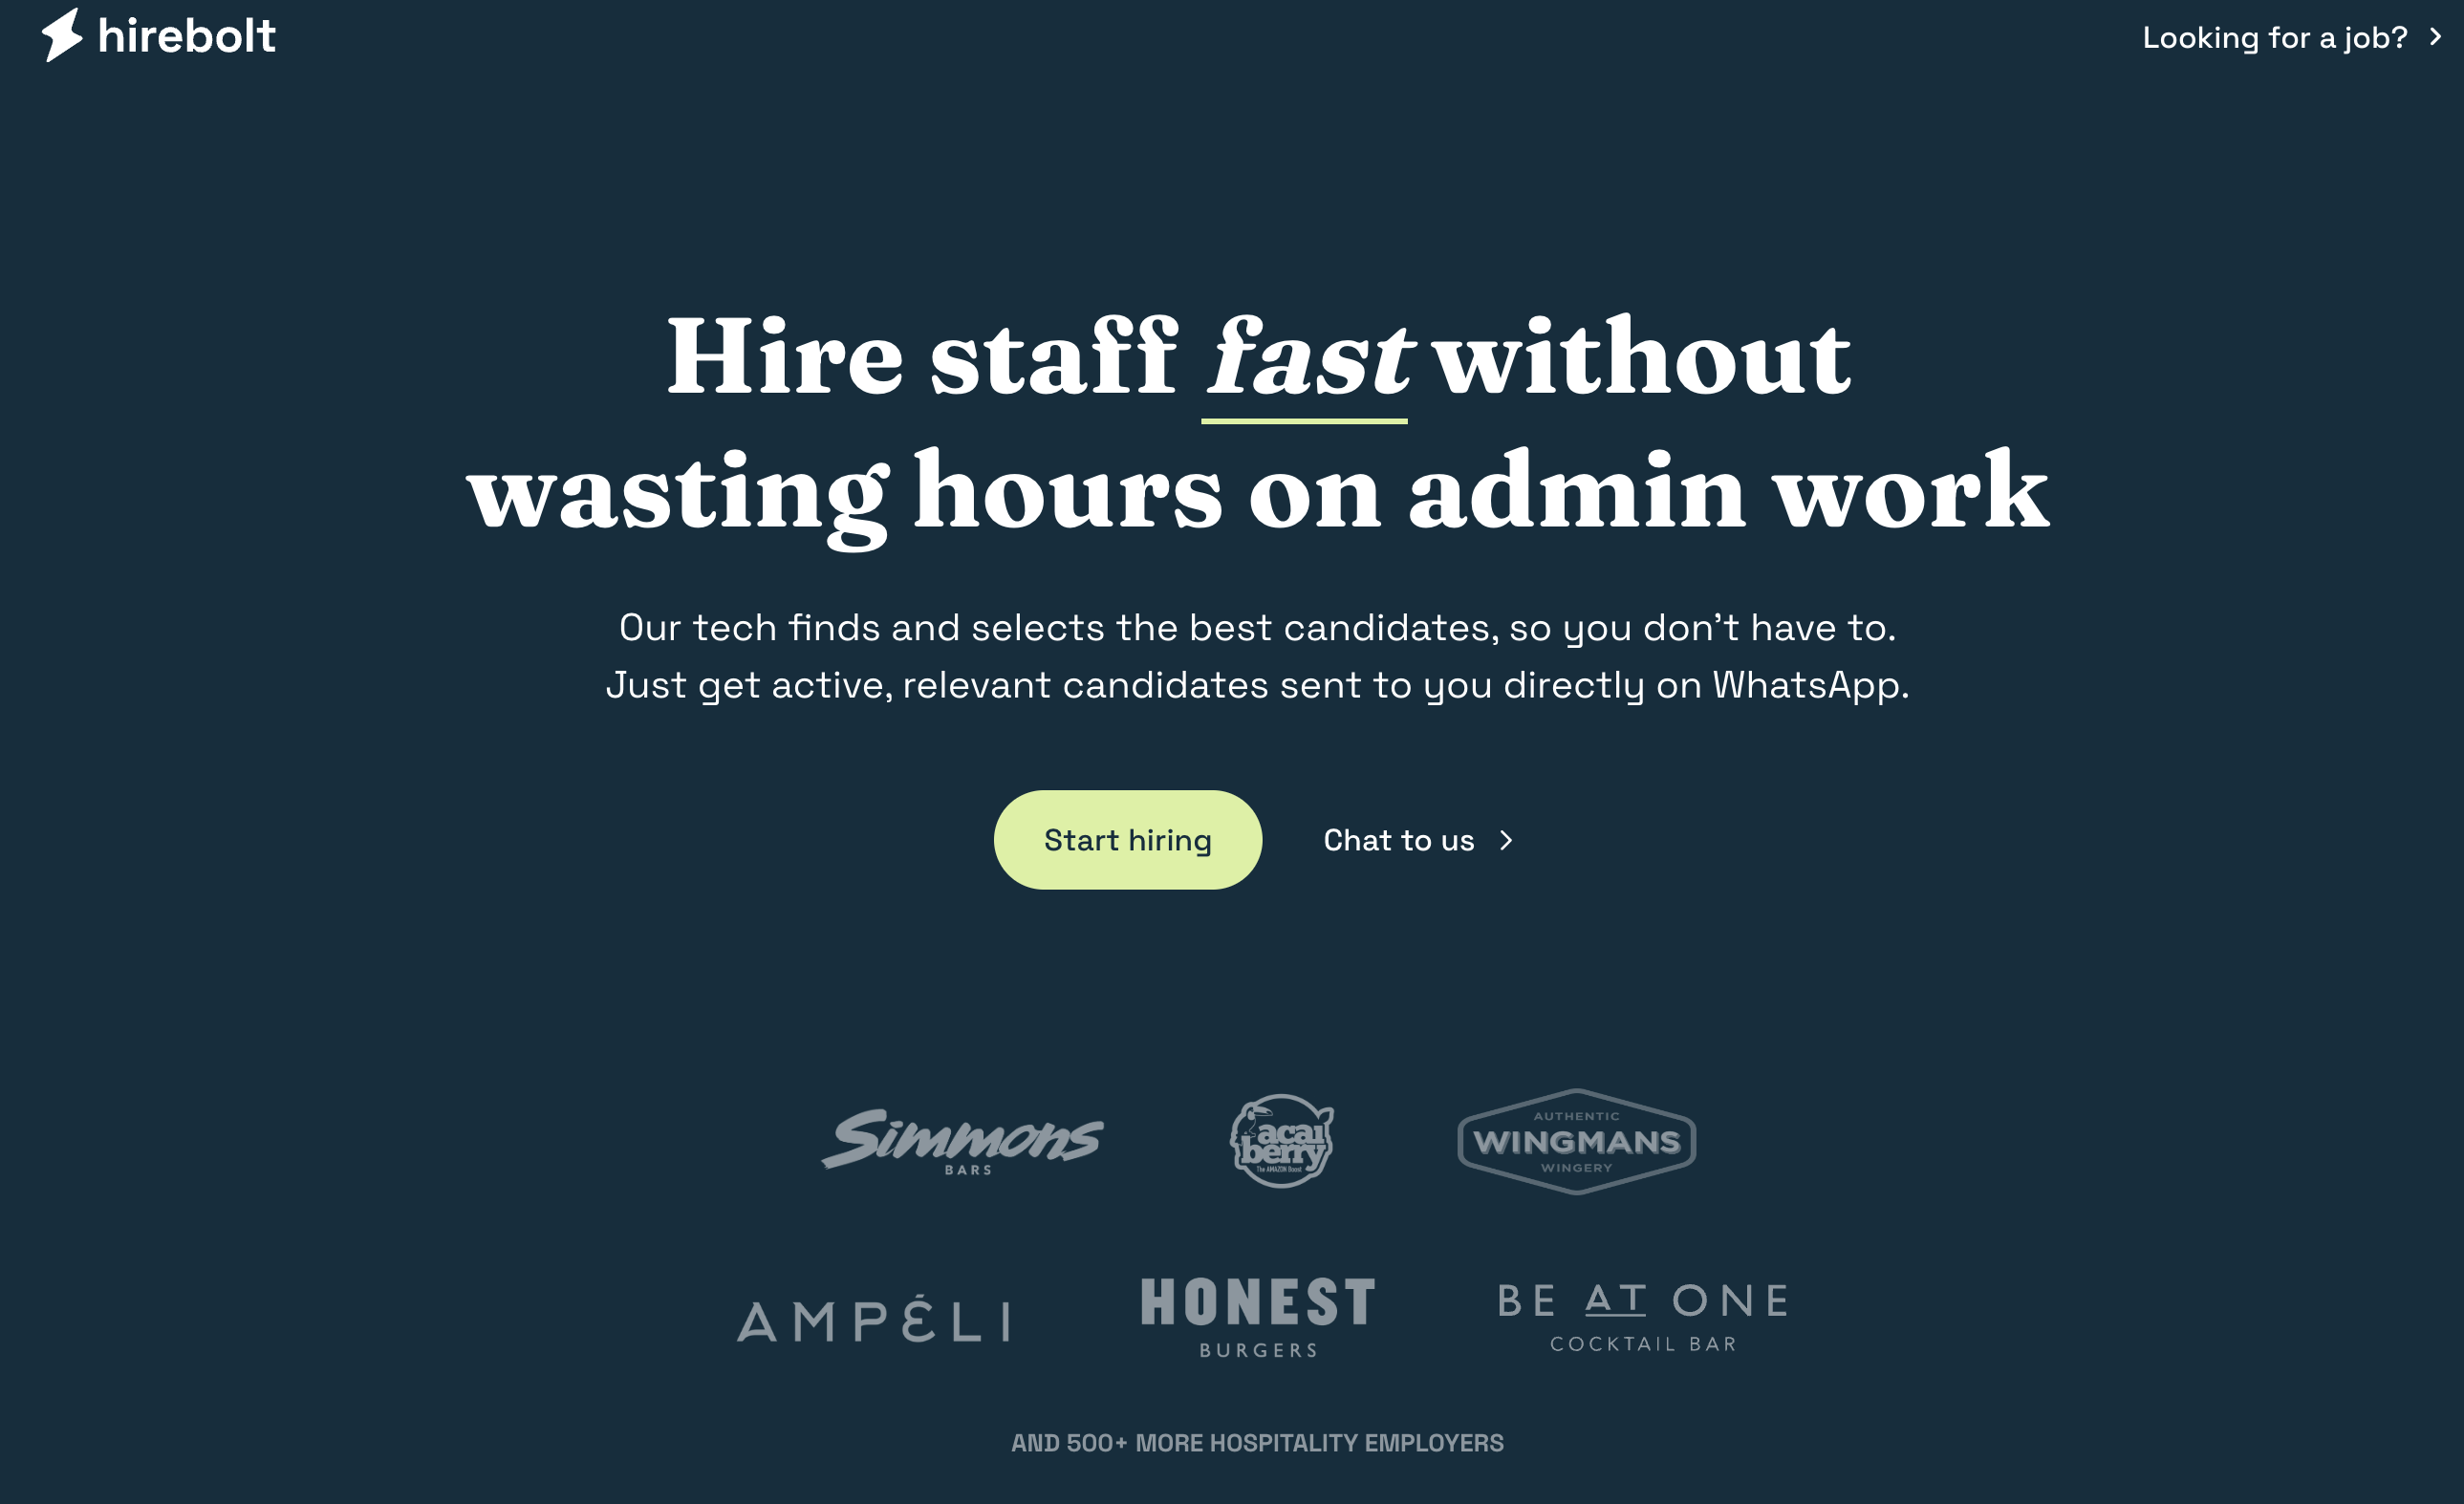 hirebolt
Looking for a job?
Hire staff fast without
wasting hours on admin work
Our tech finds and selects the best candidates, so you don't have to.
Just get active, relevant candidates sent to you directly on WhatsApp.
Start hiring
Chat to us
Simmons
BARS
acai
berry
The AMAZON Boost
AUTHENTIC
WINGMANS
WINGERY
AMPÉLI
HONEST
BURGERS
BE AT ONE
COCKTAIL BAR
AND 500+ MORE HOSPITALITY EMPLOYERS